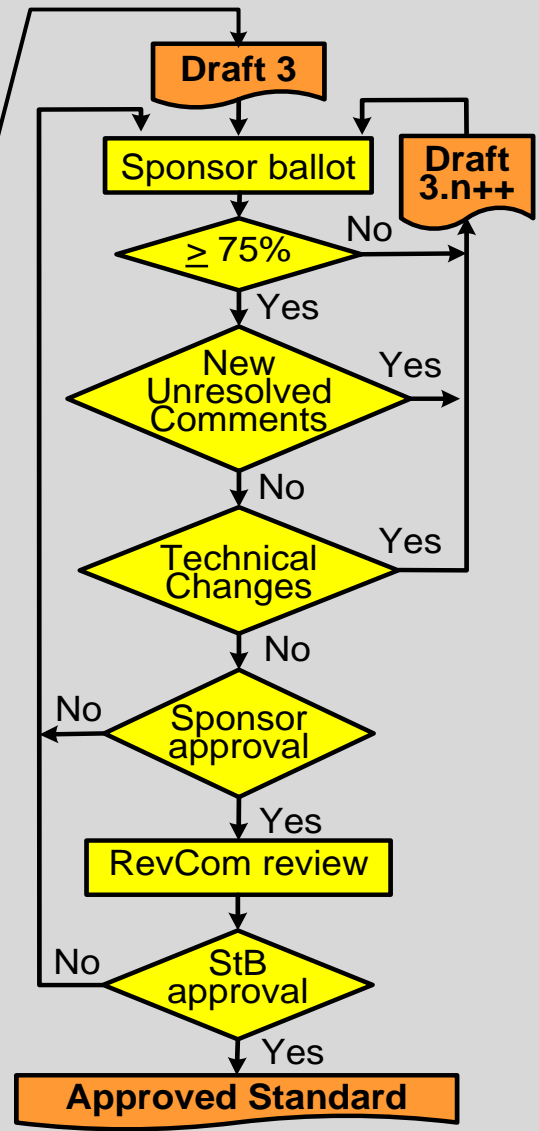 Draft 3
Sponsor ballot
Draft
3.n++
≥ 75%
No
Yes
New
Unresolved
Comments
Yes
No
Technical
Changes
Yes
No
Sponsor
approval
No
Yes
RevCom review
StB
approval
No
Yes
Approved Standard